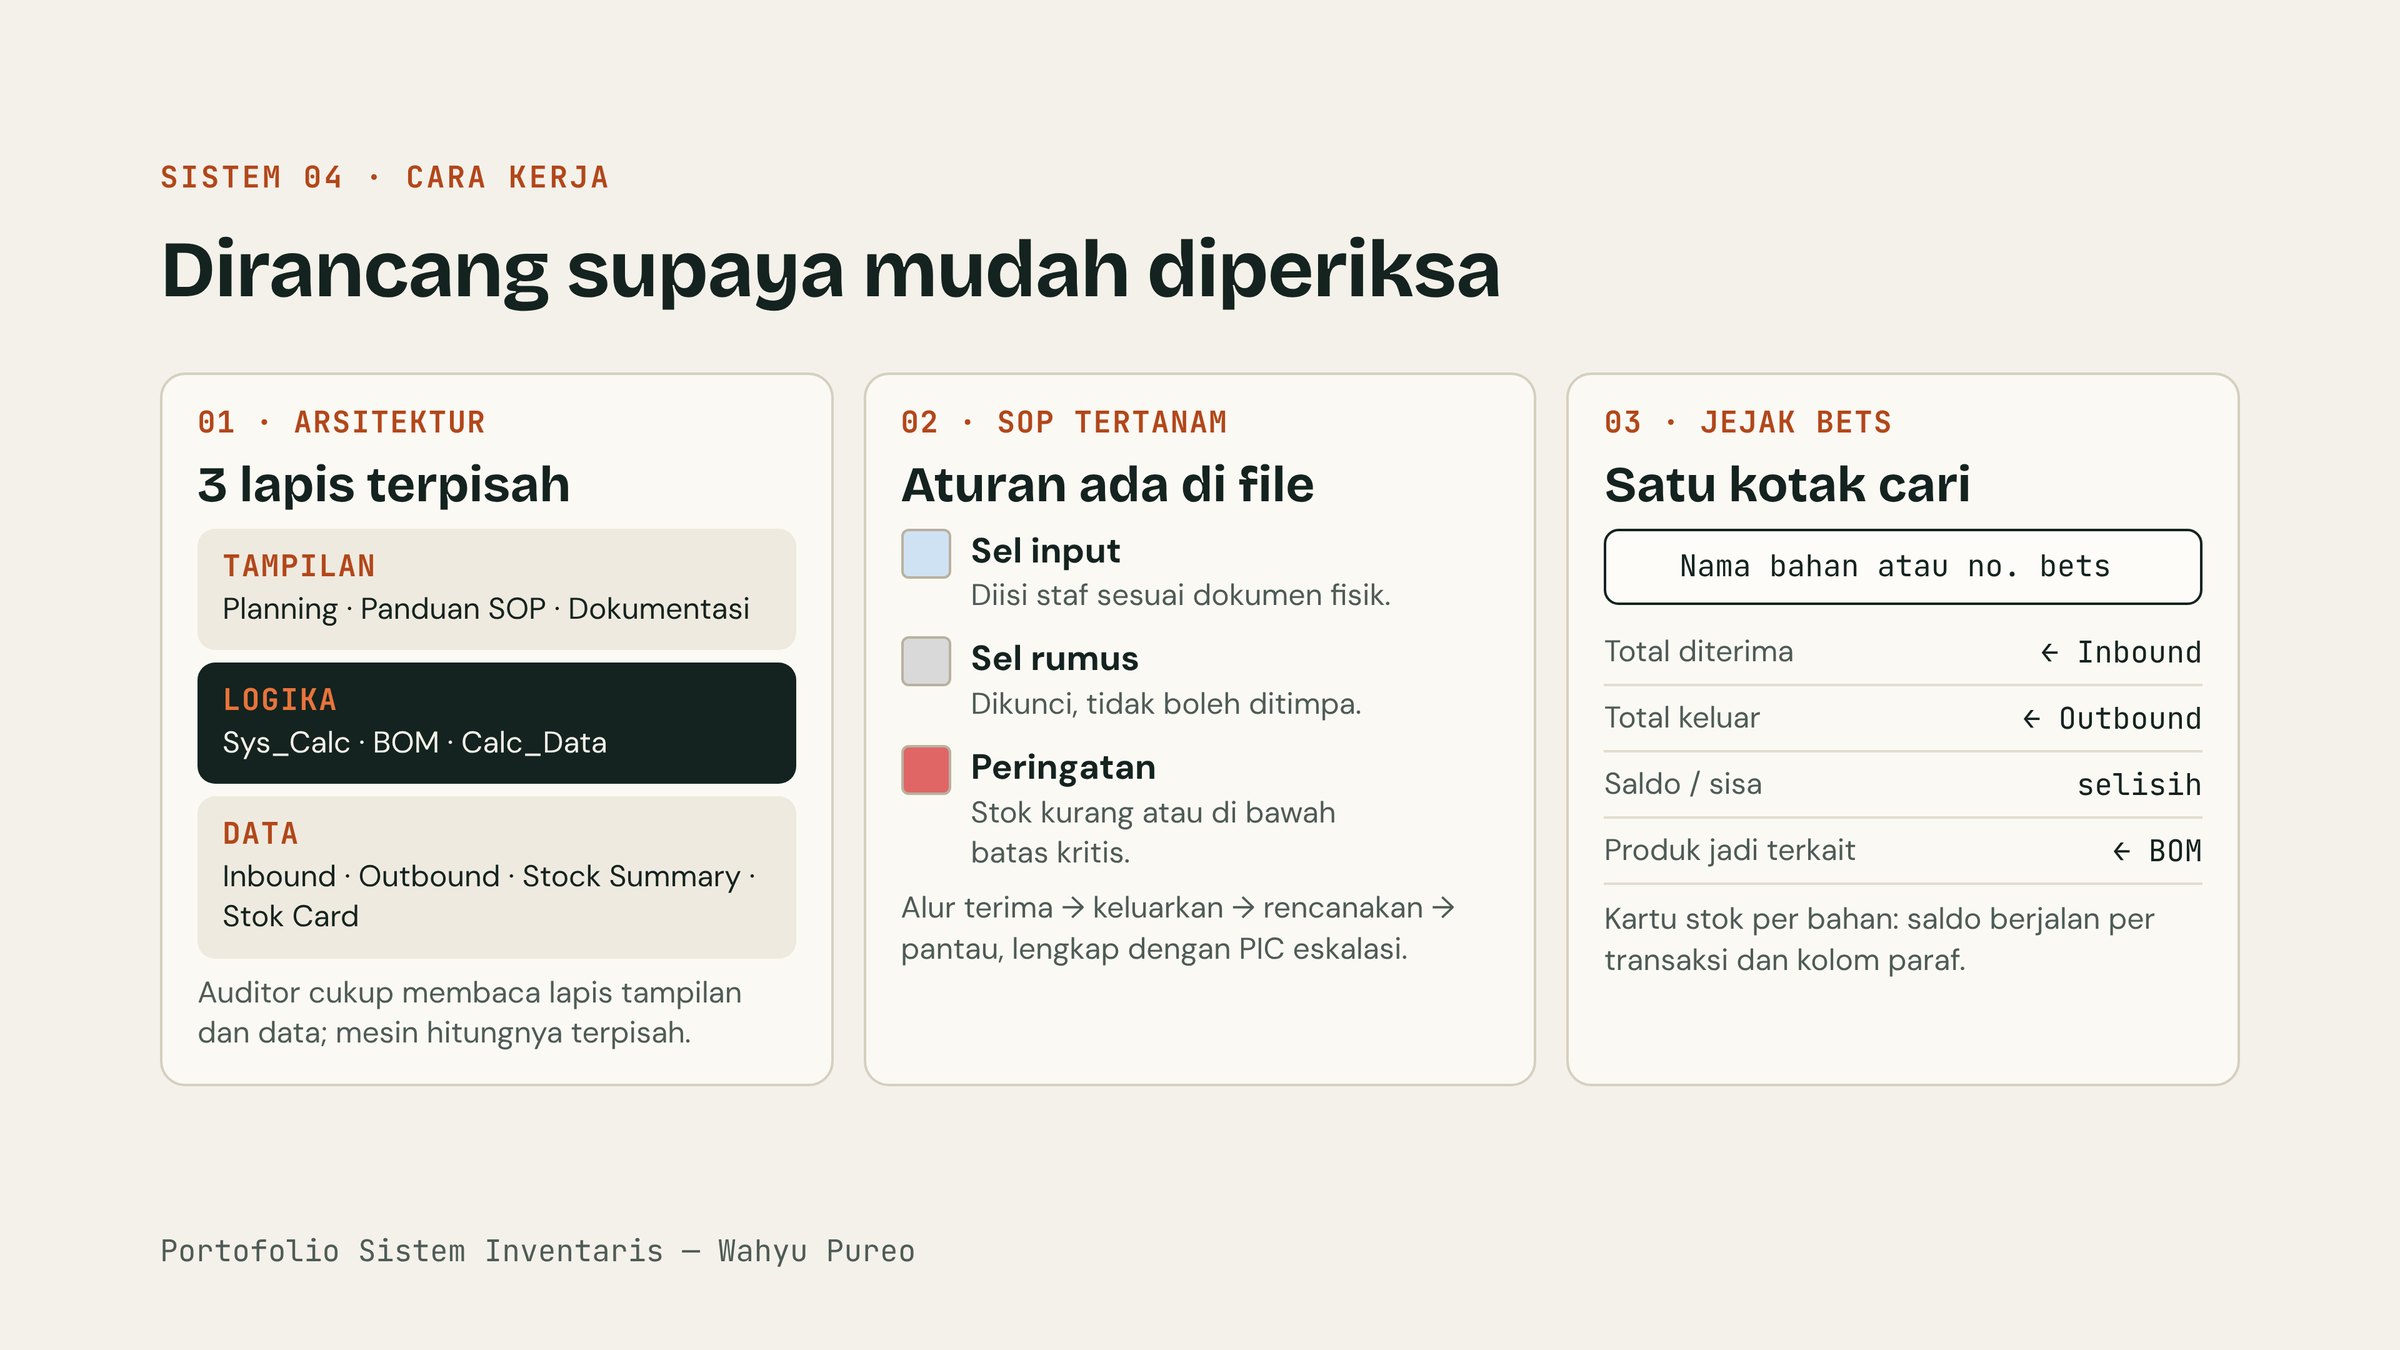 SISTEM 04 · CARA KERJA
Dirancang supaya mudah diperiksa
01 · ARSITEKTUR
3 lapis terpisah
TAMPILAN
Planning · Panduan SOP · Dokumentasi
LOGIKA
Sys_Calc · BOM · Calc_Data
DATA
Inbound · Outbound · Stock Summary ·
Stok Card
Auditor cukup membaca lapis tampilan
dan data; mesin hitungnya terpisah.
02 · SOP TERTANAM
Aturan ada di file
Sel input
Diisi staf sesuai dokumen fisik.
Sel rumus
Dikunci, tidak boleh ditimpa.
Peringatan
Stok kurang atau di bawah
batas kritis.
Alur terima → keluarkan → rencanakan →
pantau, lengkap dengan PIC eskalasi.
03 · JEJAK BETS
Satu kotak cari
Nama bahan atau no. bets
Total diterima ← Inbound
Total keluar ← Outbound
Saldo / sisa selisih
Produk jadi terkait ← BOM
Kartu stok per bahan: saldo berjalan per
transaksi dan kolom paraf.
Portofolio Sistem Inventaris — Wahyu Pureo